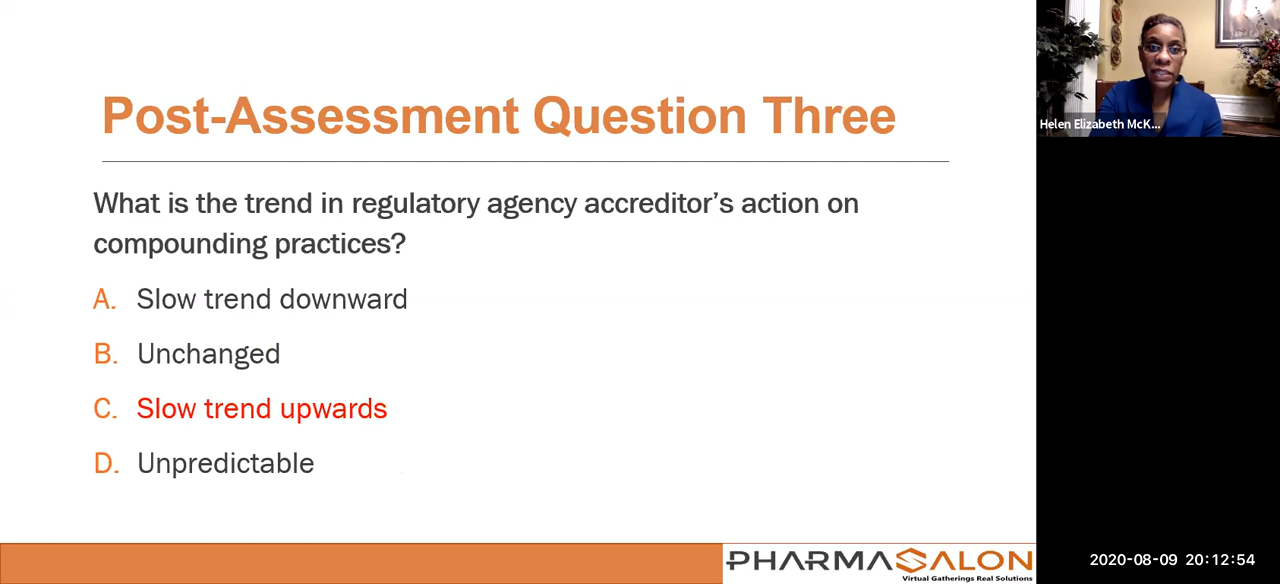 Post-Assessment Question Three
What is the trend in regulatory agency accreditor’s action on
compounding practices?
A. Slow trend downward
B. Unchanged
C. Slow trend upwards
D. Unpredictable
Helen Elizabeth McK...
PHARMASALON
Virtual Gatherings Real Solutions
2020-08-09 20:12:54